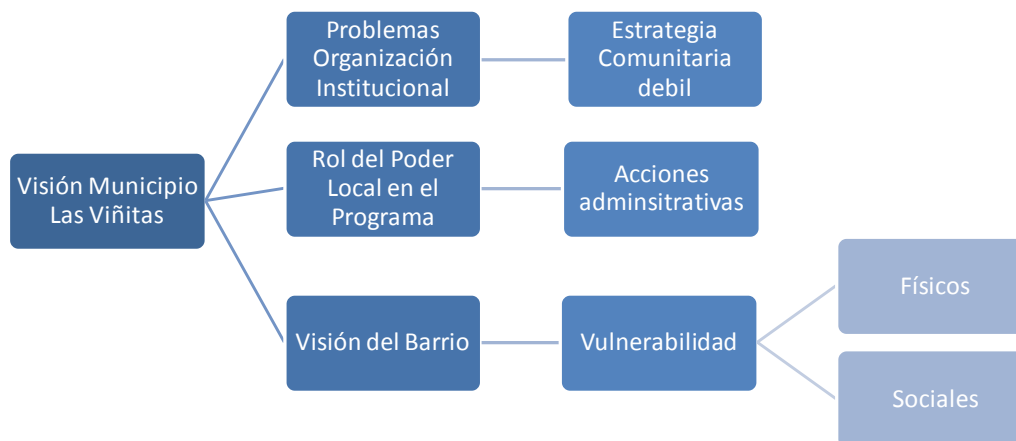 Problemas
Organización
Institucional
Estrategia
Comunitaria
debil
Visión Municipio
Las Viñitas
Rol del Poder
Local en el
Programa
Acciones
adminsitrativas
Visión del Barrio
Vulnerabilidad
Físicos
Sociales